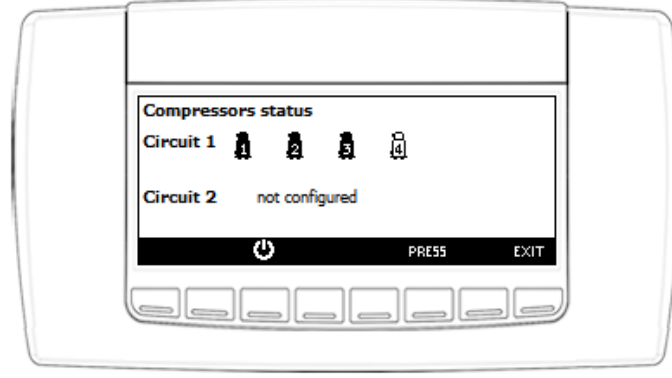 Compressors status
Circuit 1 1 2 3 4
Circuit 2 not configured
PRESS EXIT